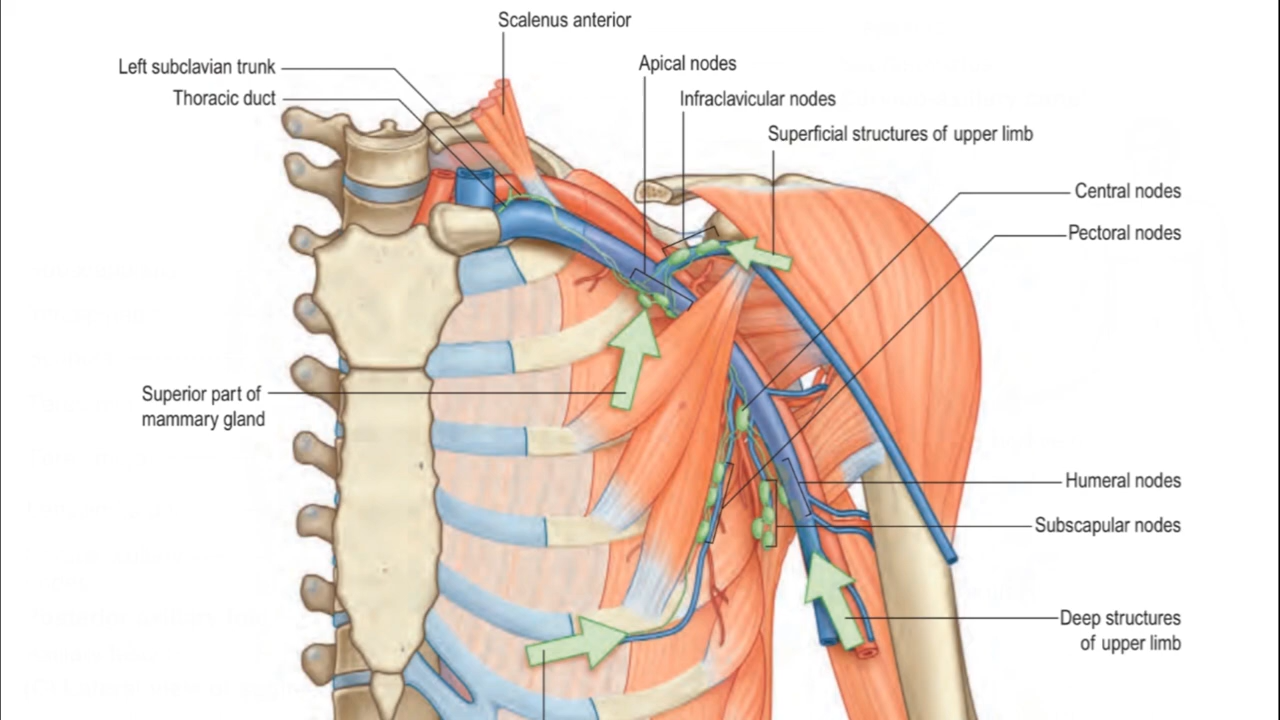 Scalenus anterior
Left subclavian trunk
Apical nodes
Thoracic duct
Infraclavicular nodes
Superficial structures of upper limb
Central nodes
Pectoral nodes
Superior part of
mammary gland
Humeral nodes
Subscapular nodes
Deep structures
of upper limb